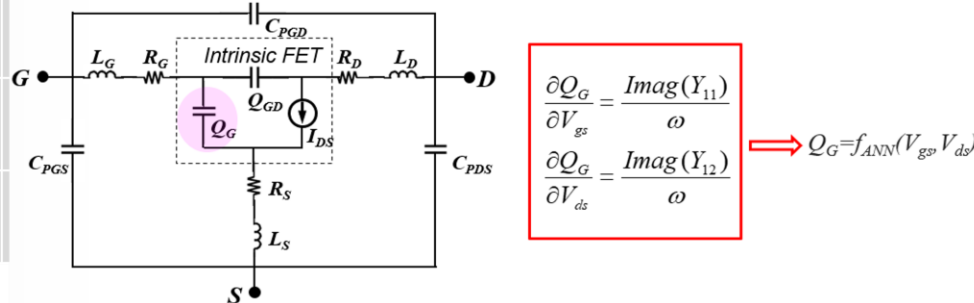 C_PGD
L_G R_G Intrinsic FET R_D L_D
G D
Q_GD
Q_G I_DS
C_PGS C_PDS
R_S
L_S
S
∂Q_G/∂V_gs = Imag(Y_11)/ω
∂Q_G/∂V_ds = Imag(Y_12)/ω
Q_G=f_ANN(V_gs, V_ds)